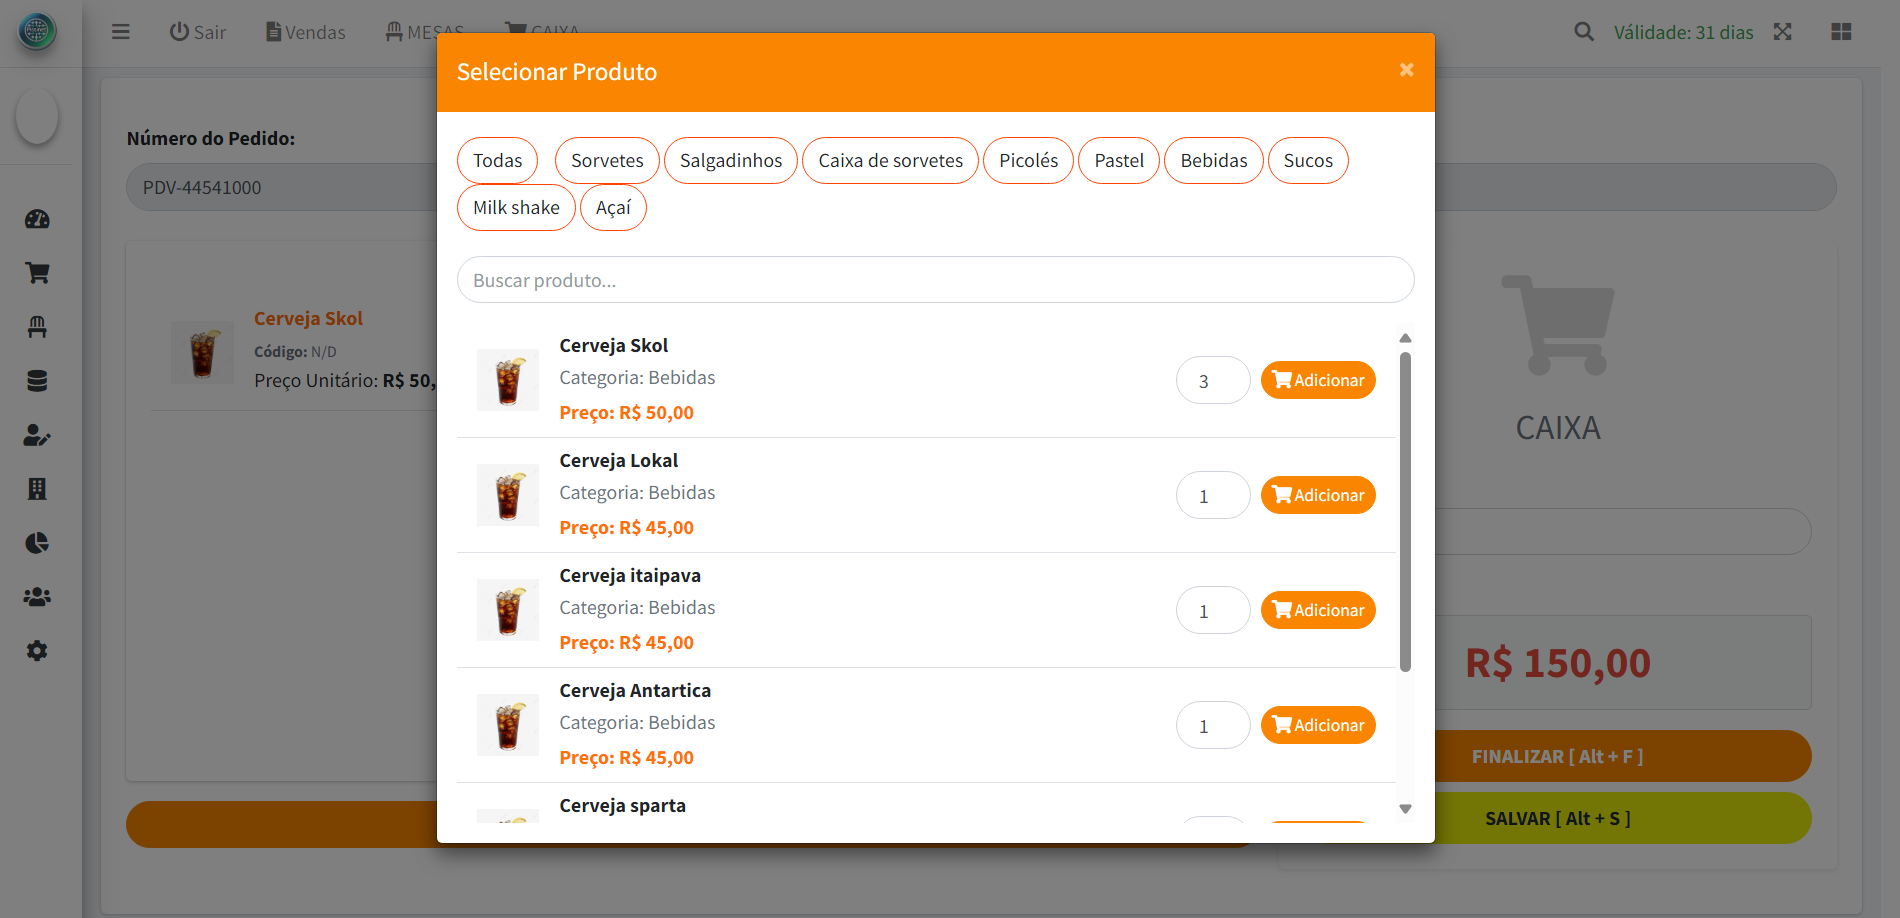 Sair
Vendas
MESAS
CAIXA
Válidade: 31 dias
Selecionar Produto
×
Número do Pedido:
PDV-44541000
Todas
Sorvetes
Salgadinhos
Caixa de sorvetes
Picolés
Pastel
Bebidas
Sucos
Milk shake
Açaí
Buscar produto...
Cerveja Skol
Código: N/D
Preço Unitário: R$ 50,
Cerveja Skol
Categoria: Bebidas
Preço: R$ 50,00
3
Adicionar
Cerveja Lokal
Categoria: Bebidas
Preço: R$ 45,00
1
Adicionar
Cerveja itaipava
Categoria: Bebidas
Preço: R$ 45,00
1
Adicionar
Cerveja Antartica
Categoria: Bebidas
Preço: R$ 45,00
1
Adicionar
Cerveja sparta
CAIXA
R$ 150,00
FINALIZAR [ Alt + F ]
SALVAR [ Alt + S ]